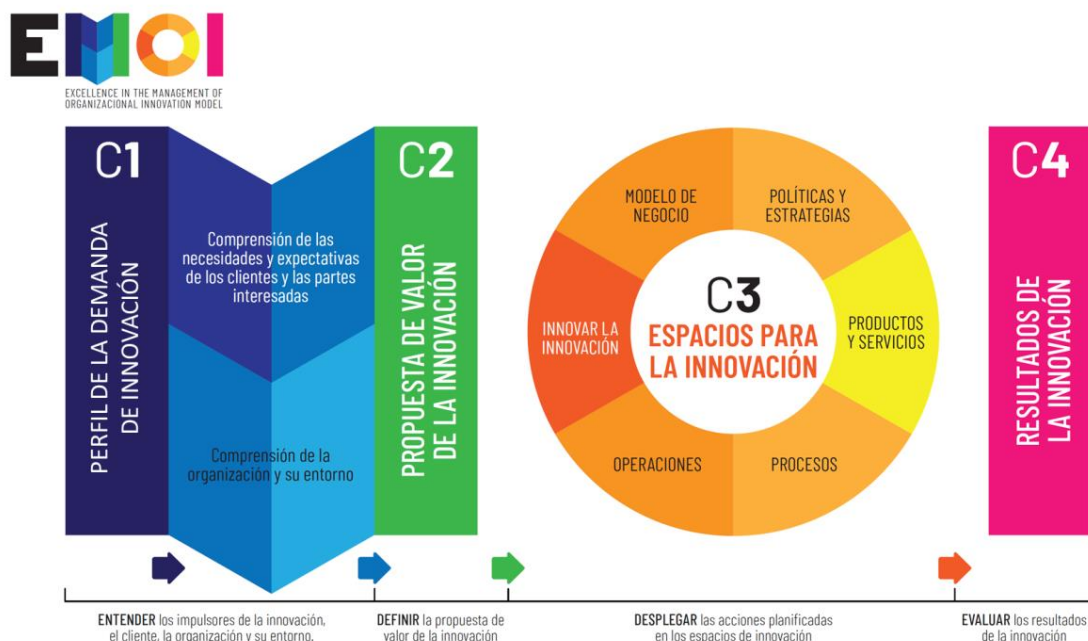 EMOI
EXCELLENCE IN THE MANAGEMENT OF
ORGANIZACIONAL INNOVATION MODEL
C1
PERFIL DE LA DEMANDA
DE INNOVACIÓN
Comprensión de las
necesidades y expectativas
de los clientes y las partes
interesadas
Comprensión de la
organización y su entorno
C2
PROPUESTA DE VALOR
DE LA INNOVACIÓN
MODELO DE
NEGOCIO
POLÍTICAS Y
ESTRATEGIAS
INNOVAR LA
INNOVACIÓN
C3
ESPACIOS PARA
LA INNOVACIÓN
PRODUCTOS
Y SERVICIOS
OPERACIONES
PROCESOS
C4
RESULTADOS DE
LA INNOVACIÓN
ENTENDER los impulsores de la innovación,
el cliente, la organización y su entorno.
DEFINIR la propuesta de
valor de la innovación
DESPLEGAR las acciones planificadas
en los espacios de innovación
EVALUAR los resultados
de la innovación